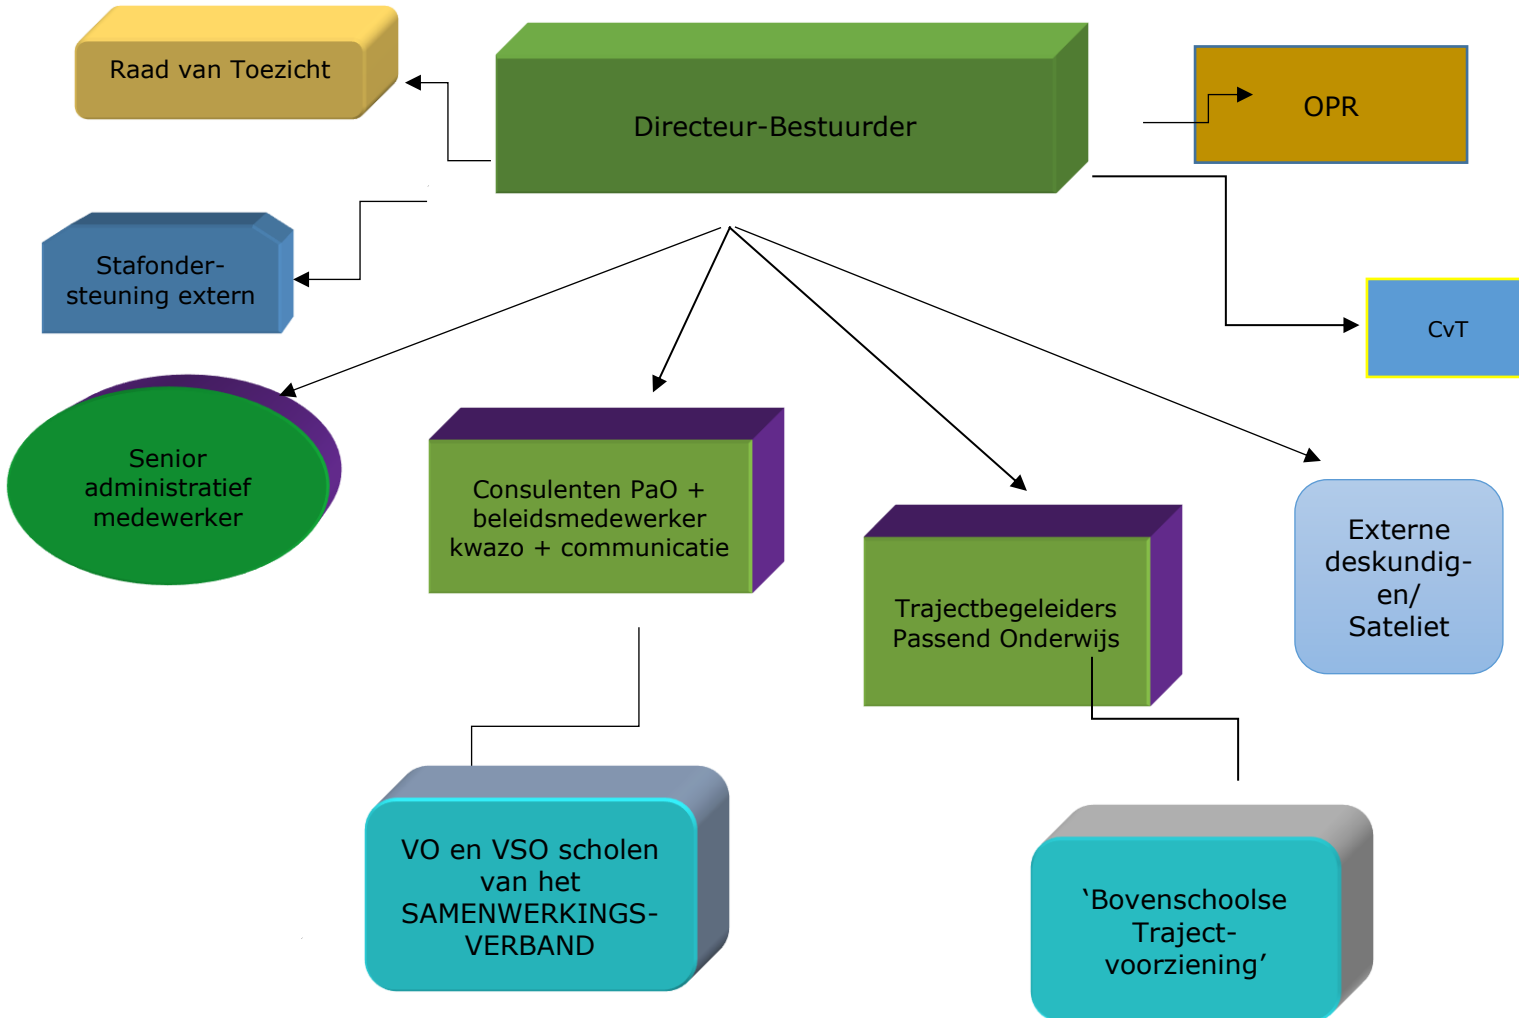 Raad van Toezicht
Directeur-Bestuurder
OPR
Stafonder-
steuning extern
CvT
Senior
administratief
medewerker
Consulenten PaO +
beleidsmedewerker
kwazo + communicatie
Trajectbegeleiders
Passend Onderwijs
Externe
deskundig-
en/
Sateliet
VO en VSO scholen
van het
SAMENWERKINGS-
VERBAND
‘Bovenschoolse
Traject-
voorziening’